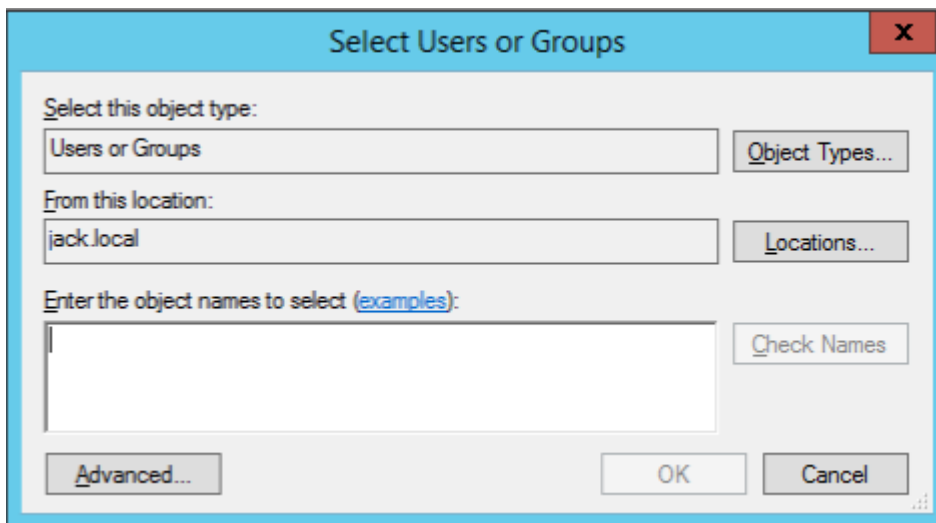 Select Users or Groups
x
Select this object type:
Users or Groups
Object Types...
From this location:
jack.local
Locations...
Enter the object names to select (examples):
Check Names
Advanced...
OK
Cancel